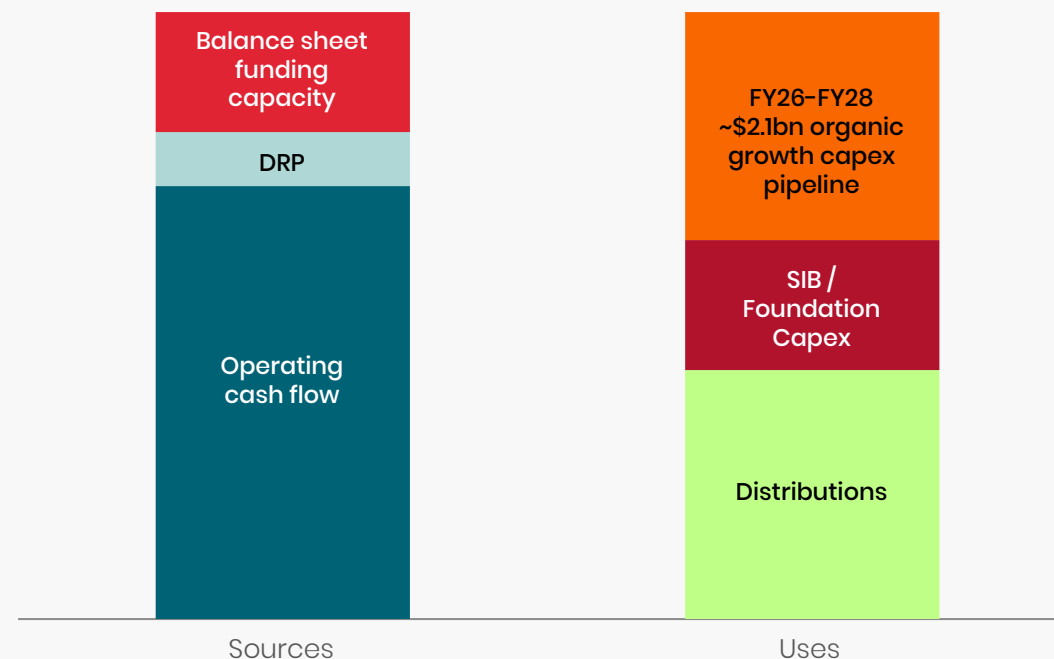 Balance sheet
funding
capacity
DRP
Operating
cash flow
Sources
FY26-FY28
~$2.1bn organic
growth capex
pipeline
SIB /
Foundation
Capex
Distributions
Uses